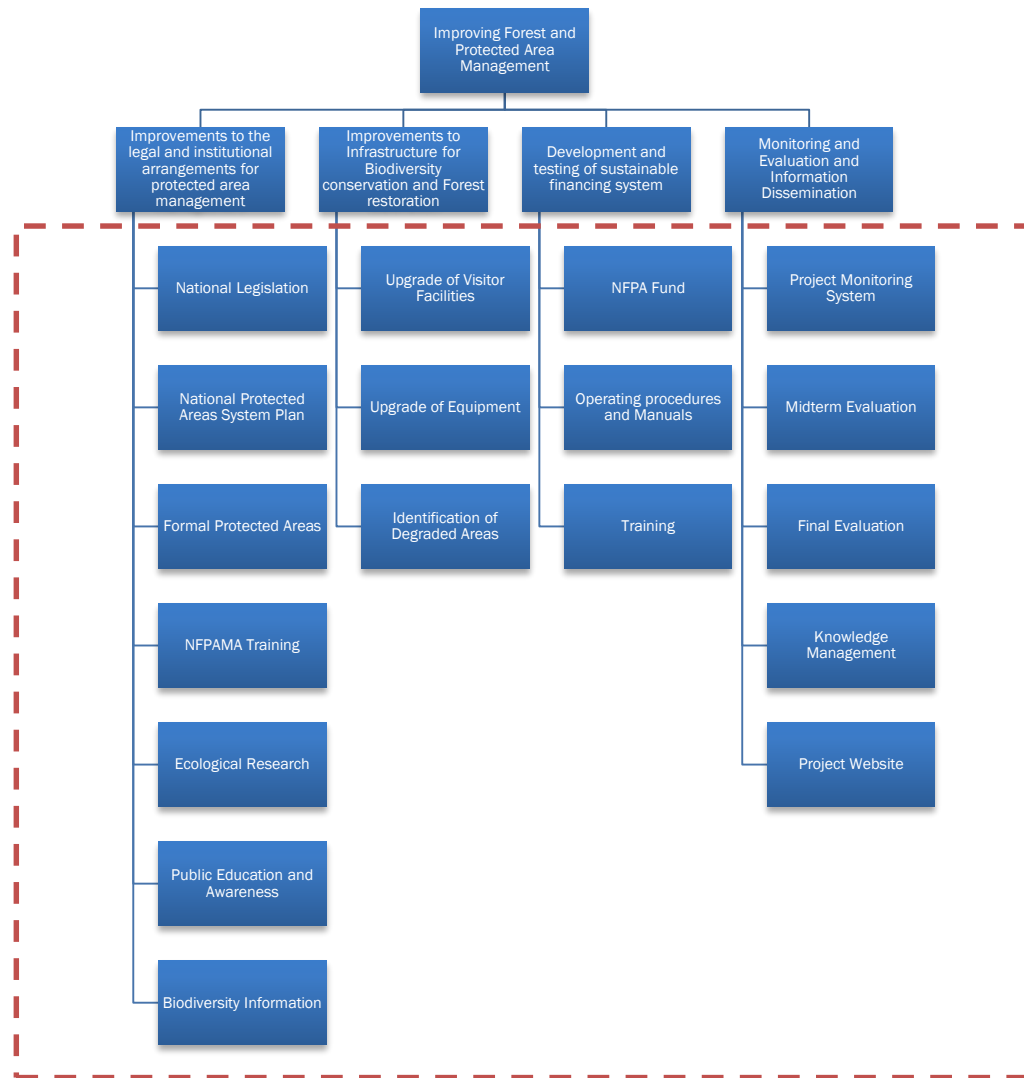 Improving Forest and
Protected Area
Management
Improvements to the
legal and institutional
arrangements for
protected area
management
Improvements to
Infrastructure for
Biodiversity
conservation and Forest
restoration
Development and
testing of sustainable
financing system
Monitoring and
Evaluation and
Information
Dissemination
National Legislation
National Protected
Areas System Plan
Formal Protected Areas
NFPAMA Training
Ecological Research
Public Education and
Awareness
Biodiversity Information
Upgrade of Visitor
Facilities
Upgrade of Equipment
Identification of
Degraded Areas
NFPA Fund
Operating procedures
and Manuals
Training
Project Monitoring
System
Midterm Evaluation
Final Evaluation
Knowledge
Management
Project Website